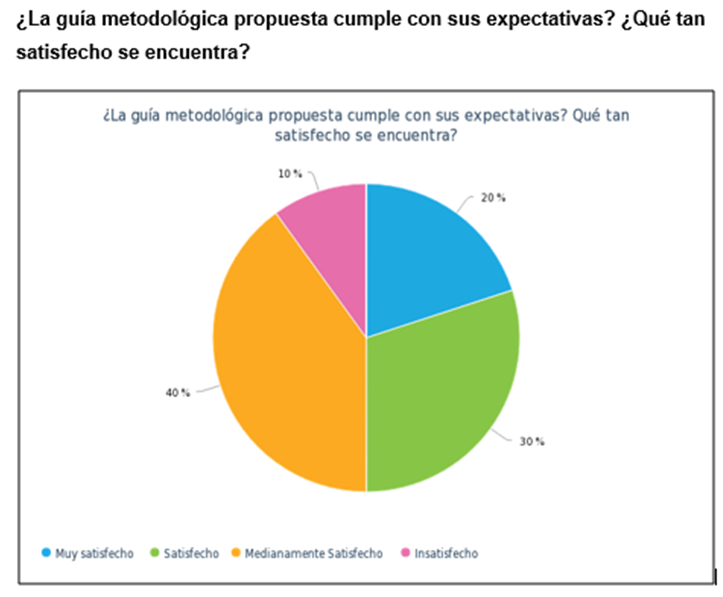 ¿La guía metodológica propuesta cumple con sus expectativas? ¿Qué tan
satisfecho se encuentra?
¿La guía metodológica propuesta cumple con sus expectativas? Qué tan
satisfecho se encuentra?
10 %
20 %
40 %
30 %
Muy satisfecho Satisfecho Medianamente Satisfecho Insatisfecho